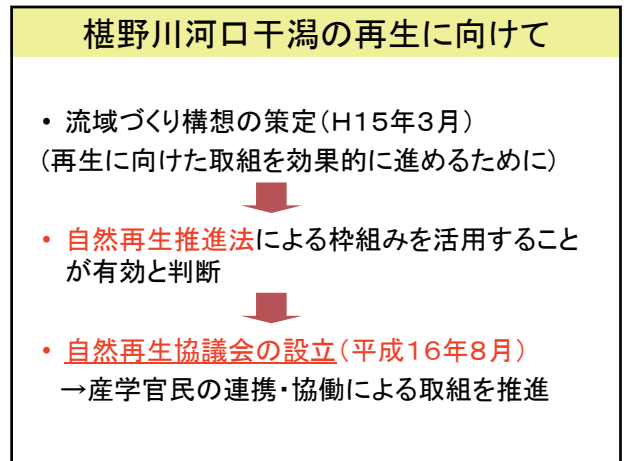 椹野川河口干潟の再生に向けて
• 流域づくり構想の策定(H15年3月)
(再生に向けた取組を効果的に進めるために)
• 自然再生推進法による枠組みを活用すること
が有効と判断
• 自然再生協議会の設立(平成16年8月)
→産学官民の連携・協働による取組を推進